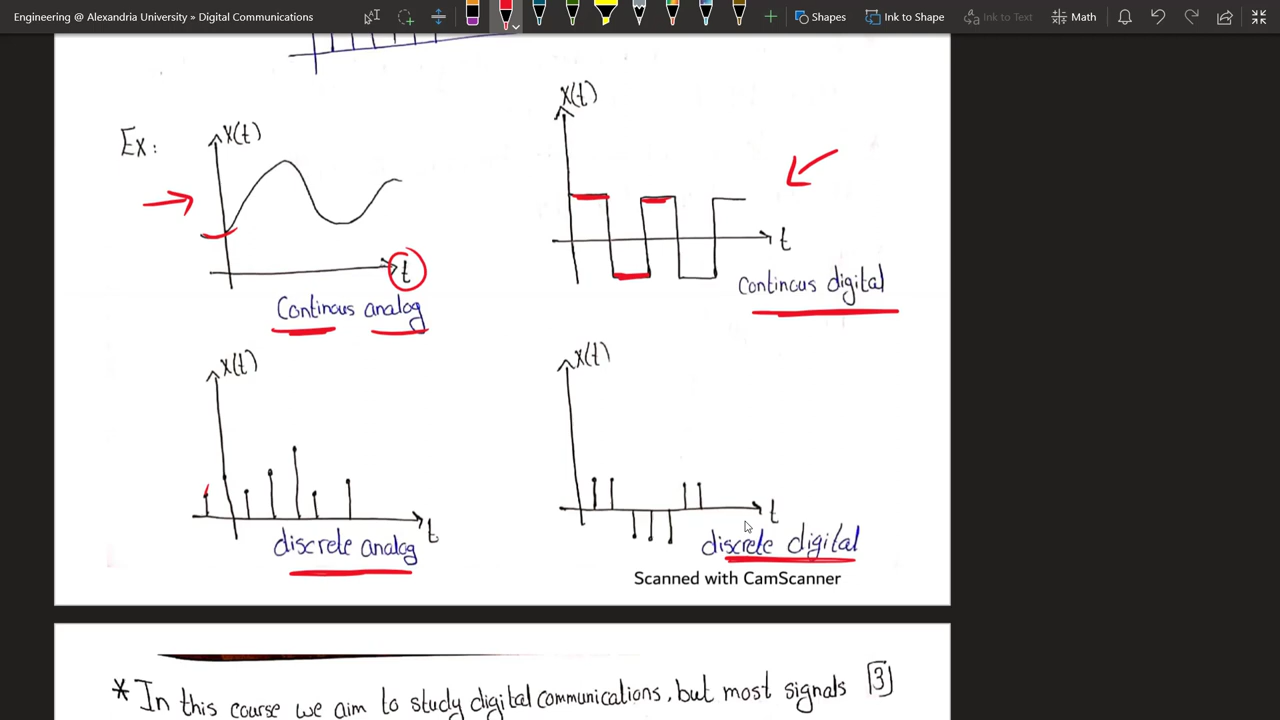 Engineering @ Alexandria University » Digital Communications
Shapes
Ink to Shape
Ink to Text
Math
Ex:
X(t)
t
Continous analog
X(t)
t
Continous digital
X(t)
t
discrete analog
X(t)
t
discrete digital
Scanned with CamScanner
* In this course we aim to study digital communications, but most signals
3